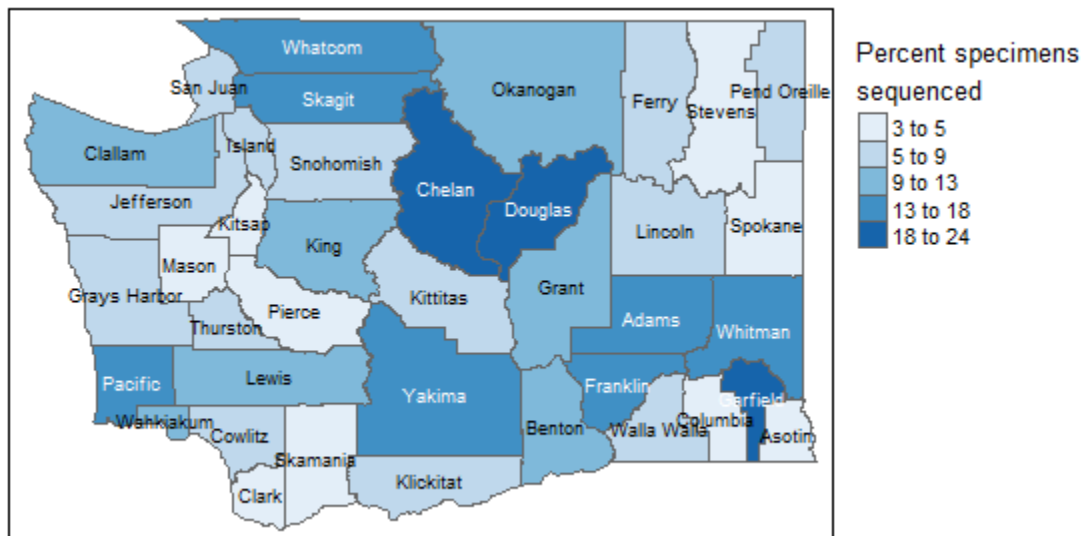 Whatcom
San Juan
Skagit
Okanogan
Ferry
Stevens
Pend Oreille
Clallam
Island
Snohomish
Chelan
Douglas
Jefferson
Kitsap
King
Lincoln
Spokane
Mason
Grays Harbor
Kittitas
Grant
Pierce
Thurston
Adams
Whitman
Pacific
Lewis
Yakima
Franklin
Garfield
Wahkiakum
Cowlitz
Benton
Walla Walla
Columbia
Asotin
Skamania
Klickitat
Clark
Percent specimens
sequenced
3 to 5
5 to 9
9 to 13
13 to 18
18 to 24